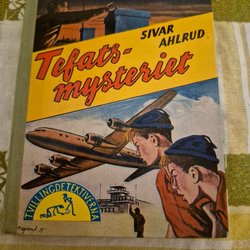 SIVAR
AHLRUD
Tefats-
mysteriet
TVILLINGDETEKTIVERNA